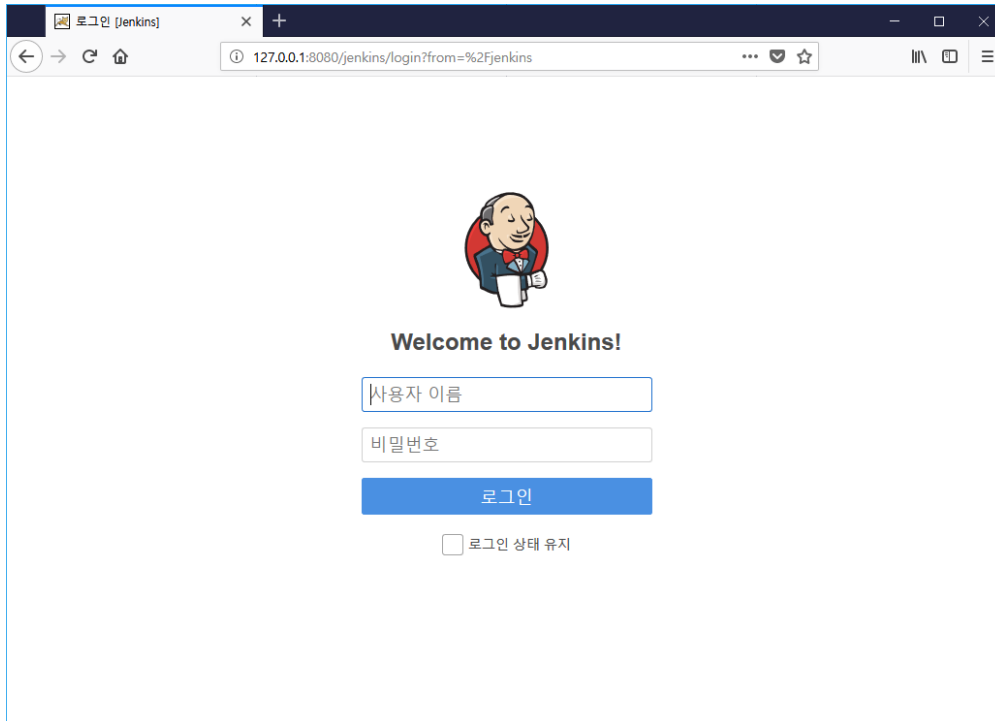 로그인 [Jenkins]
127.0.0.1:8080/jenkins/login?from=%2Fjenkins
Welcome to Jenkins!
사용자 이름
비밀번호
로그인
로그인 상태 유지